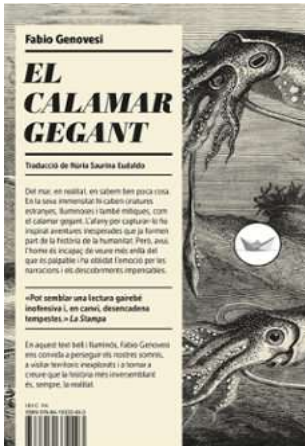 Fabio Genovesi
EL
CALAMAR
GEGANT
Traducció de Núria Saurina Eudaldo
Del mar, en realitat, en sabem ben poca cosa.
En la seva immensitat hi caben criatures
estranyes, lluminoses i també mítiques, com
el calamar gegant. L'afany per capturar-lo ha
inspirat aventures inesperades que ja formen
part de la història de la humanitat. Però, avui,
l'home és incapaç de veure més enllà del
que és palpable i ha oblidat l'emoció per les
narracions i els descobriments impensables.
«Pot semblar una lectura gairebé
inofensiva i, en canvi, desencadena
tempestes.» La Stampa
En aquest text bell i lluminós, Fabio Genovesi
ens convida a perseguir els nostres somnis,
a visitar territoris inexplorats i a tornar a
creure que la història més inversemblant
és, sempre, la realitat.
ISBN